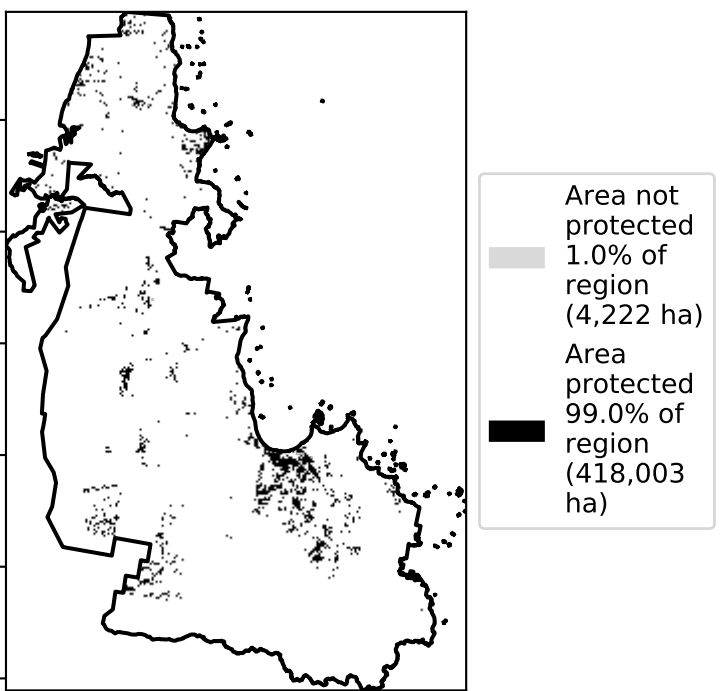 Area not
protected
1.0% of
region
(4,222 ha)
Area
protected
99.0% of
region
(418,003
ha)